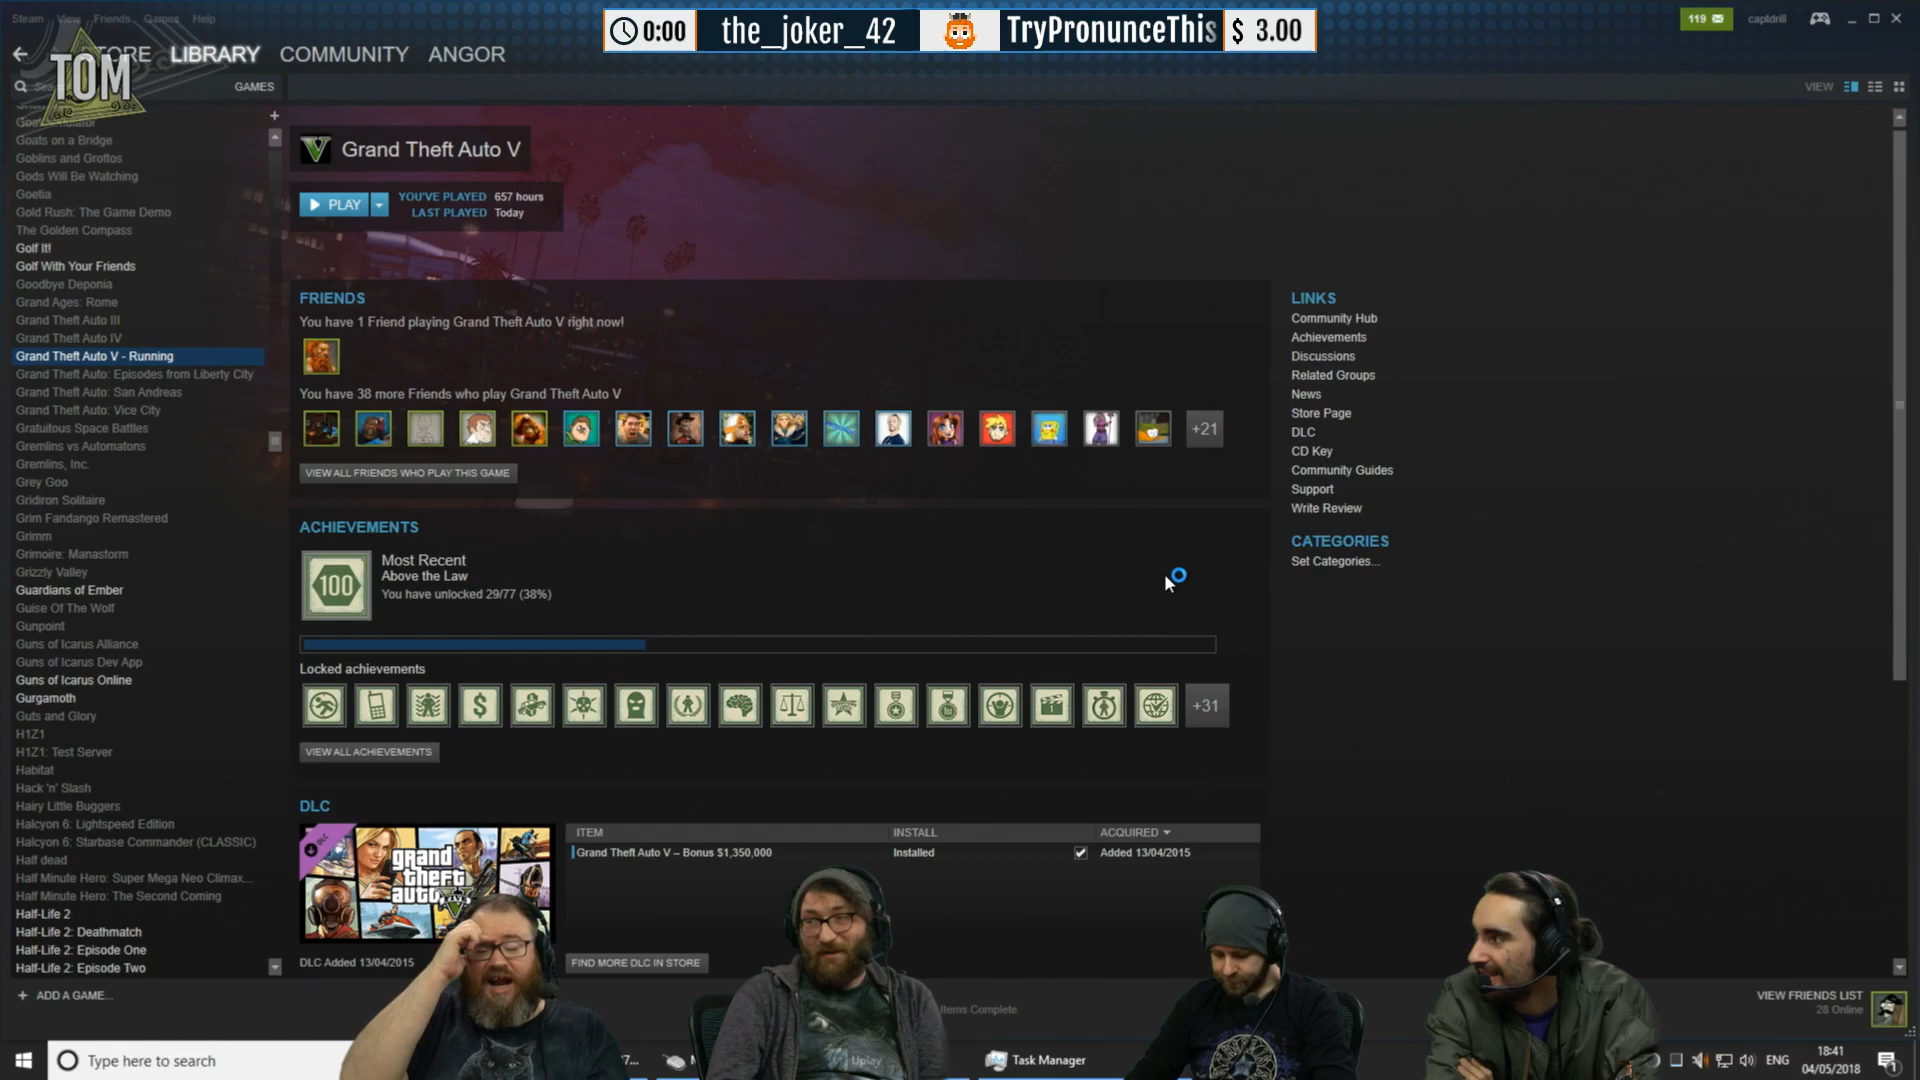 Steam View Friends Games Help
0:00 the_joker_42 TryPronunceThis $ 3.00
119 captdrill
STORE LIBRARY COMMUNITY ANGOR
TOM
GAMES
VIEW
Goats on a Bridge
Goblins and Grottos
Gods Will Be Watching
Goetia
Gold Rush: The Game Demo
The Golden Compass
Golf It!
Golf With Your Friends
Goodbye Deponia
Grand Ages: Rome
Grand Theft Auto III
Grand Theft Auto IV
Grand Theft Auto V - Running
Grand Theft Auto: Episodes from Liberty City
Grand Theft Auto: San Andreas
Grand Theft Auto: Vice City
Gratuitous Space Battles
Gremlins vs Automatons
Gremlins, Inc.
Grey Goo
Gridiron Solitaire
Grim Fandango Remastered
Grimm
Grimoire: Manastorm
Grizzly Valley
Guardians of Ember
Guise Of The Wolf
Gunpoint
Guns of Icarus Alliance
Guns of Icarus Dev App
Guns of Icarus Online
Gurgamoth
Guts and Glory
H1Z1
H1Z1: Test Server
Habitat
Hack 'n' Slash
Hairy Little Buggers
Halcyon 6: Lightspeed Edition
Halcyon 6: Starbase Commander (CLASSIC)
Half dead
Half Minute Hero: Super Mega Neo Climax...
Half Minute Hero: The Second Coming
Half-Life 2
Half-Life 2: Deathmatch
Half-Life 2: Episode One
Half-Life 2: Episode Two
+ ADD A GAME...
Grand Theft Auto V
PLAY
YOU'VE PLAYED 657 hours
LAST PLAYED Today
FRIENDS
You have 1 Friend playing Grand Theft Auto V right now!
You have 38 more Friends who play Grand Theft Auto V
+21
VIEW ALL FRIENDS WHO PLAY THIS GAME
ACHIEVEMENTS
100
Most Recent
Above the Law
You have unlocked 29/77 (38%)
Locked achievements
+31
VIEW ALL ACHIEVEMENTS
DLC
DLC
grand
theft
auto
ITEM INSTALL ACQUIRED
Grand Theft Auto V – Bonus $1,350,000 Installed Added 13/04/2015
DLC Added 13/04/2015
FIND MORE DLC IN STORE
LINKS
Community Hub
Achievements
Discussions
Related Groups
News
Store Page
DLC
CD Key
Community Guides
Support
Write Review
CATEGORIES
Set Categories...
Items Complete
VIEW FRIENDS LIST
28 Online
Type here to search
Uplay
Task Manager
ENG
18:41
04/05/2018